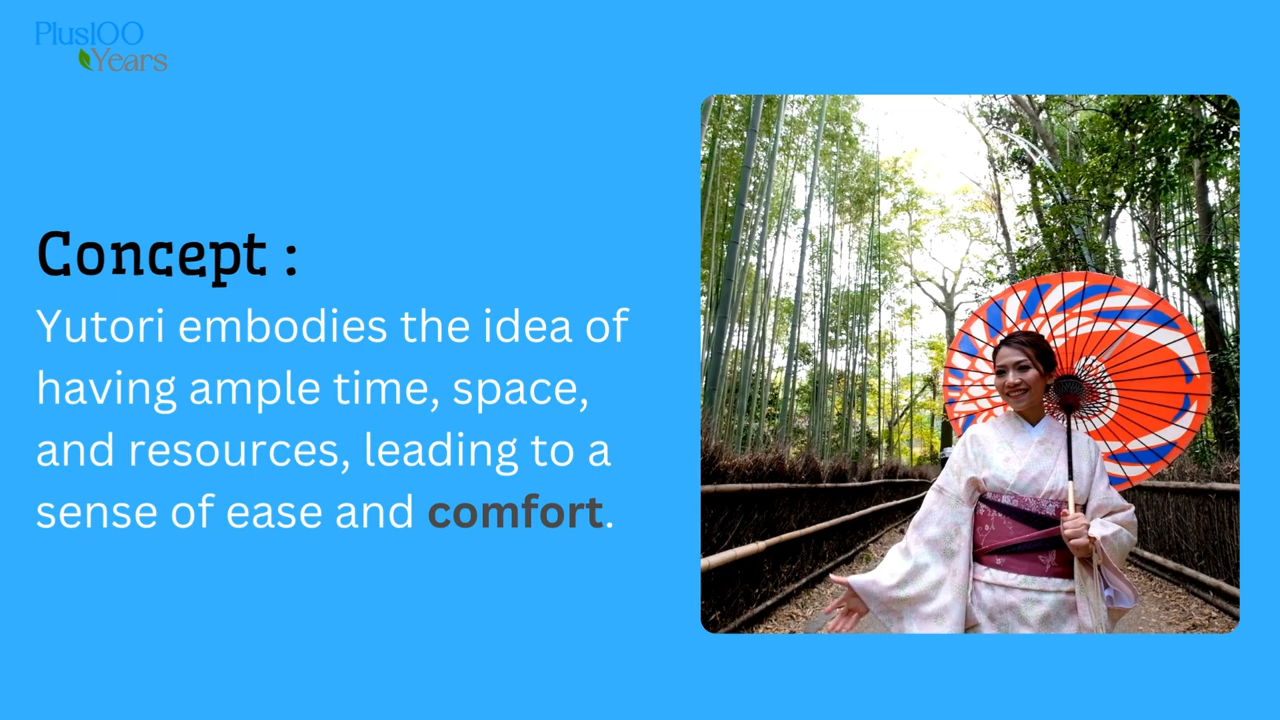 Plus100
Years
Concept :
Yutori embodies the idea of
having ample time, space,
and resources, leading to a
sense of ease and comfort.